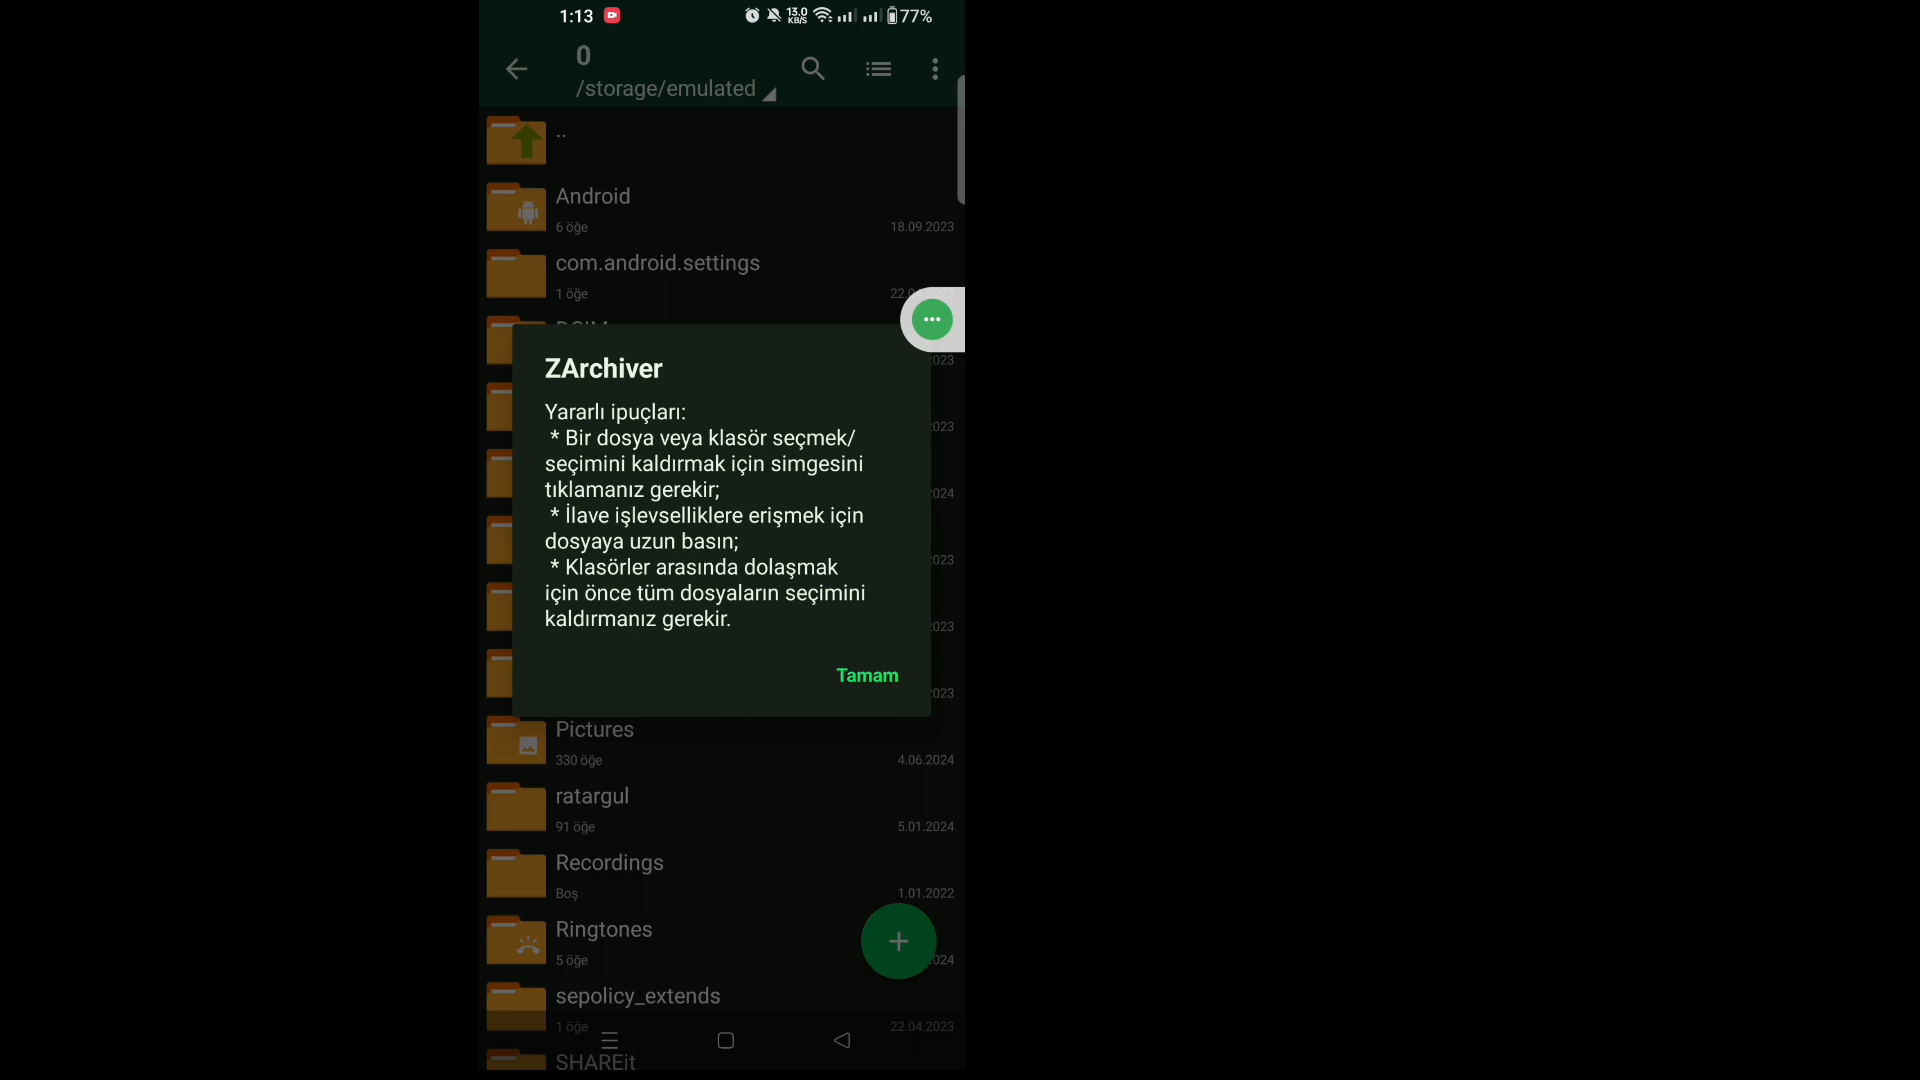 1:13 13.0 KB/S 77%
0
/storage/emulated
..
Android
6 öğe 18.09.2023
com.android.settings
1 öğe
ZArchiver
Yararlı ipuçları:
* Bir dosya veya klasör seçmek/
seçimini kaldırmak için simgesini
tıklamanız gerekir;
* İlave işlevselliklere erişmek için
dosyaya uzun basın;
* Klasörler arasında dolaşmak
için önce tüm dosyaların seçimini
kaldırmanız gerekir.
Tamam
Pictures
330 öğe 4.06.2024
ratargul
91 öğe 5.01.2024
Recordings
Boş 1.01.2022
Ringtones
5 öğe
sepolicy_extends
1 öğe 22.04.2023
SHAREit